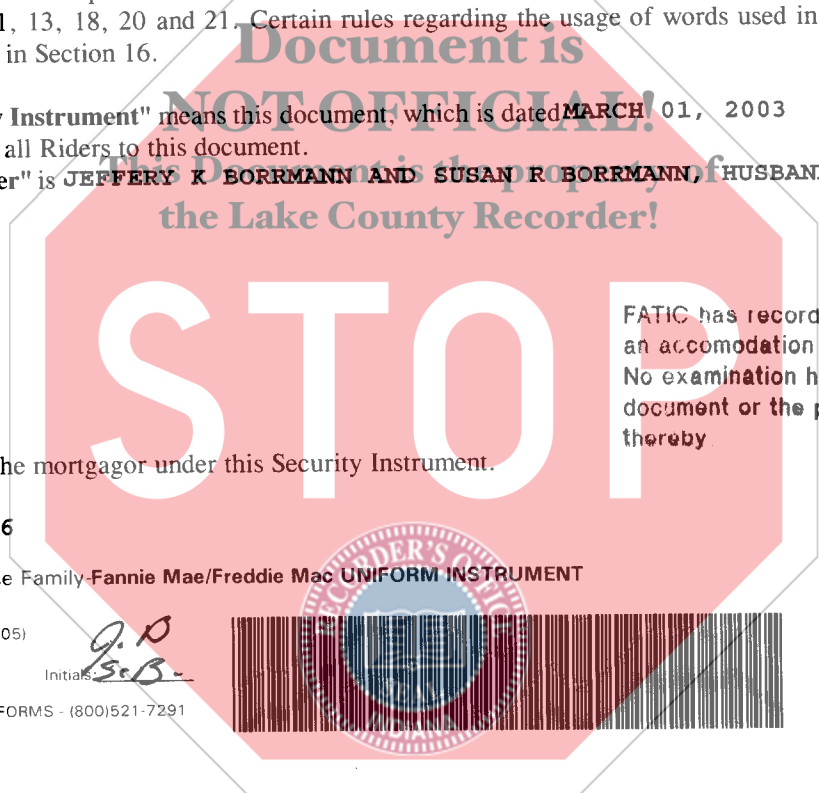 1, 13, 18, 20 and 21. Certain rules regarding the usage of words used in
in Section 16.
Document is
NOT OFFICIAL!
This Document is the property of
the Lake County Recorder!
Instrument" means this document, which is dated MARCH 01, 2003
all Riders to this document.
er" is JEFFERY K BORRMANN AND SUSAN R BORRMANN, HUSBAN
STOP
FATIC has record
an accomodation
No examination h
document or the p
thereby
he mortgagor under this Security Instrument.
6
e Family-Fannie Mae/Freddie Mac UNIFORM INSTRUMENT
RECORDER'S OFFICE
SEAL
INDIANA
05)
J. B
Initials: S.R.B.
FORMS - (800)521-7291